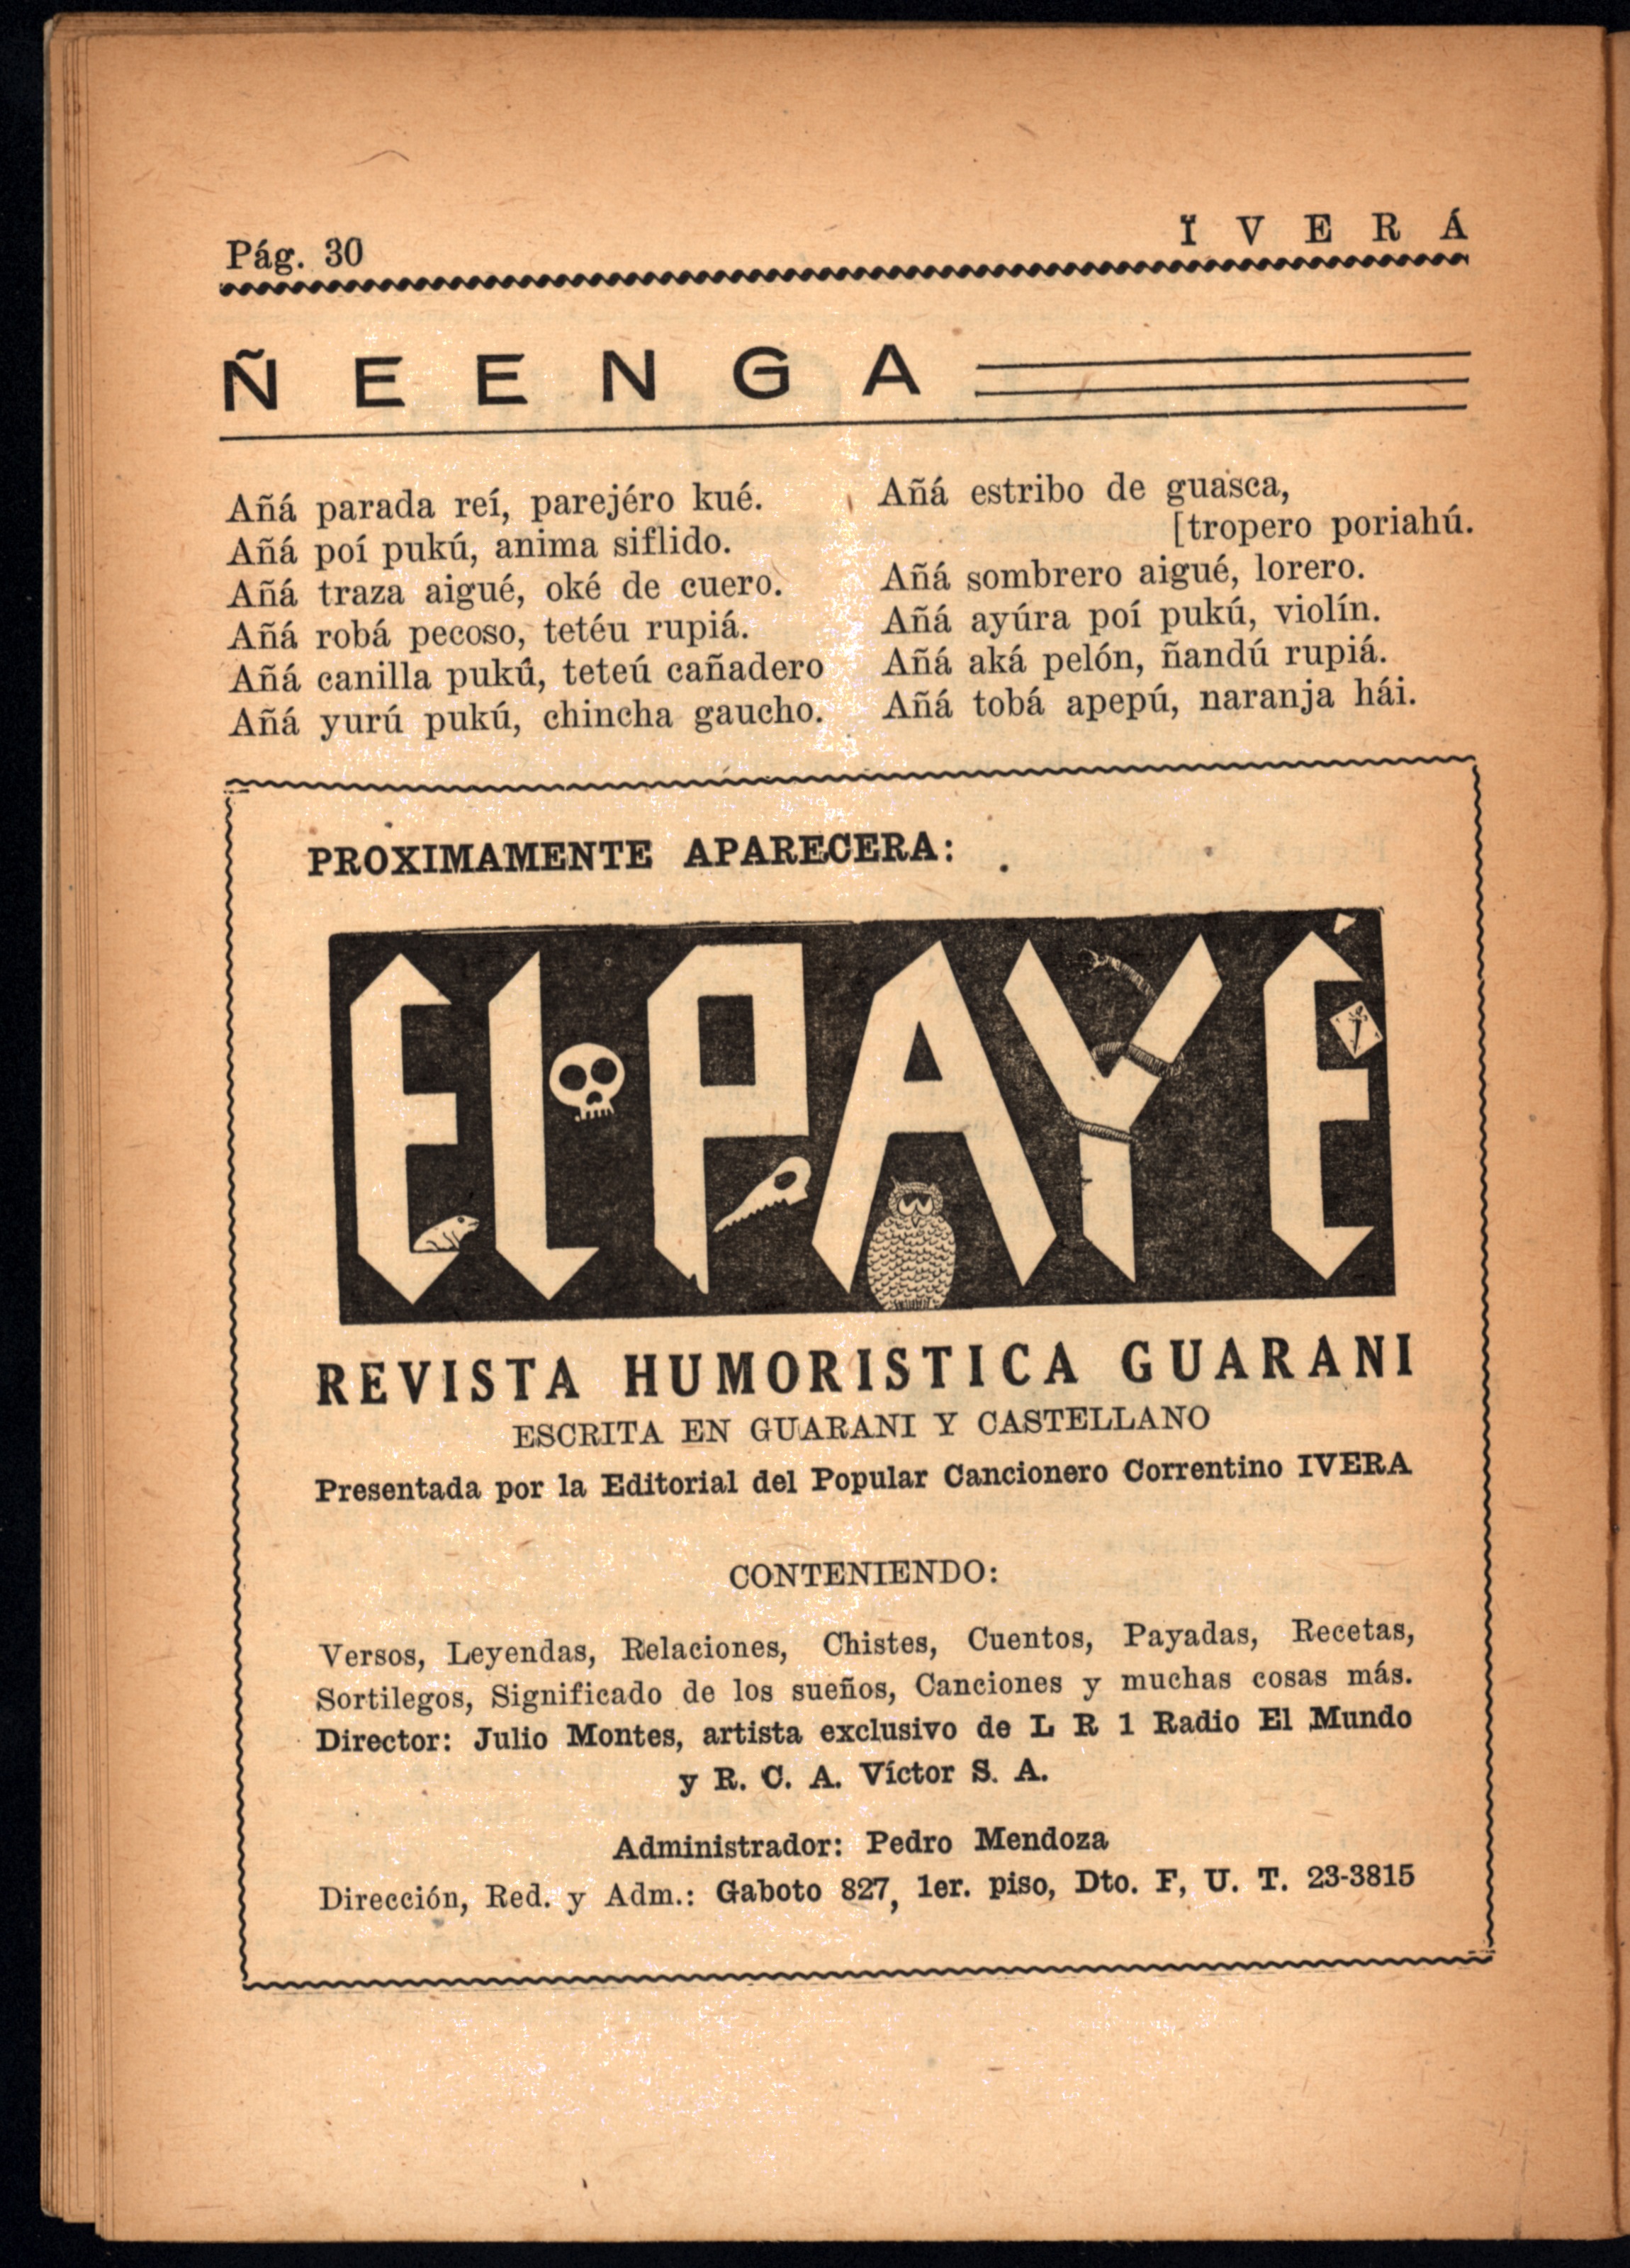 Pág. 30
Ï V E R Á
Ñ E E N G A
Añá parada reí, parejéro kué.
Añá poí pukú, anima siflido.
Añá traza aigué, oké de cuero.
Añá robá pecoso, tetéu rupiá.
Añá canilla pukú, teteú cañadero
Añá yurú pukú, chincha gaucho.
Añá estribo de guasca,
[tropero poriahú.
Añá sombrero aigué, lorero.
Añá ayúra poí pukú, violín.
Añá aká pelón, ñandú rupiá.
Añá tobá apepú, naranja hái.
PROXIMAMENTE APARECERA:
EL PAYÉ
REVISTA HUMORISTICA GUARANI
ESCRITA EN GUARANI Y CASTELLANO
Presentada por la Editorial del Popular Cancionero Correntino IVERA
CONTENIENDO:
Versos, Leyendas, Relaciones, Chistes, Cuentos, Payadas, Recetas,
Sortilegos, Significado de los sueños, Canciones y muchas cosas más.
Director: Julio Montes, artista exclusivo de L R 1 Radio El Mundo
y R. C. A. Víctor S. A.
Administrador: Pedro Mendoza
Dirección, Red. y Adm.: Gaboto 827, 1er. piso, Dto. F, U. T. 23-3815